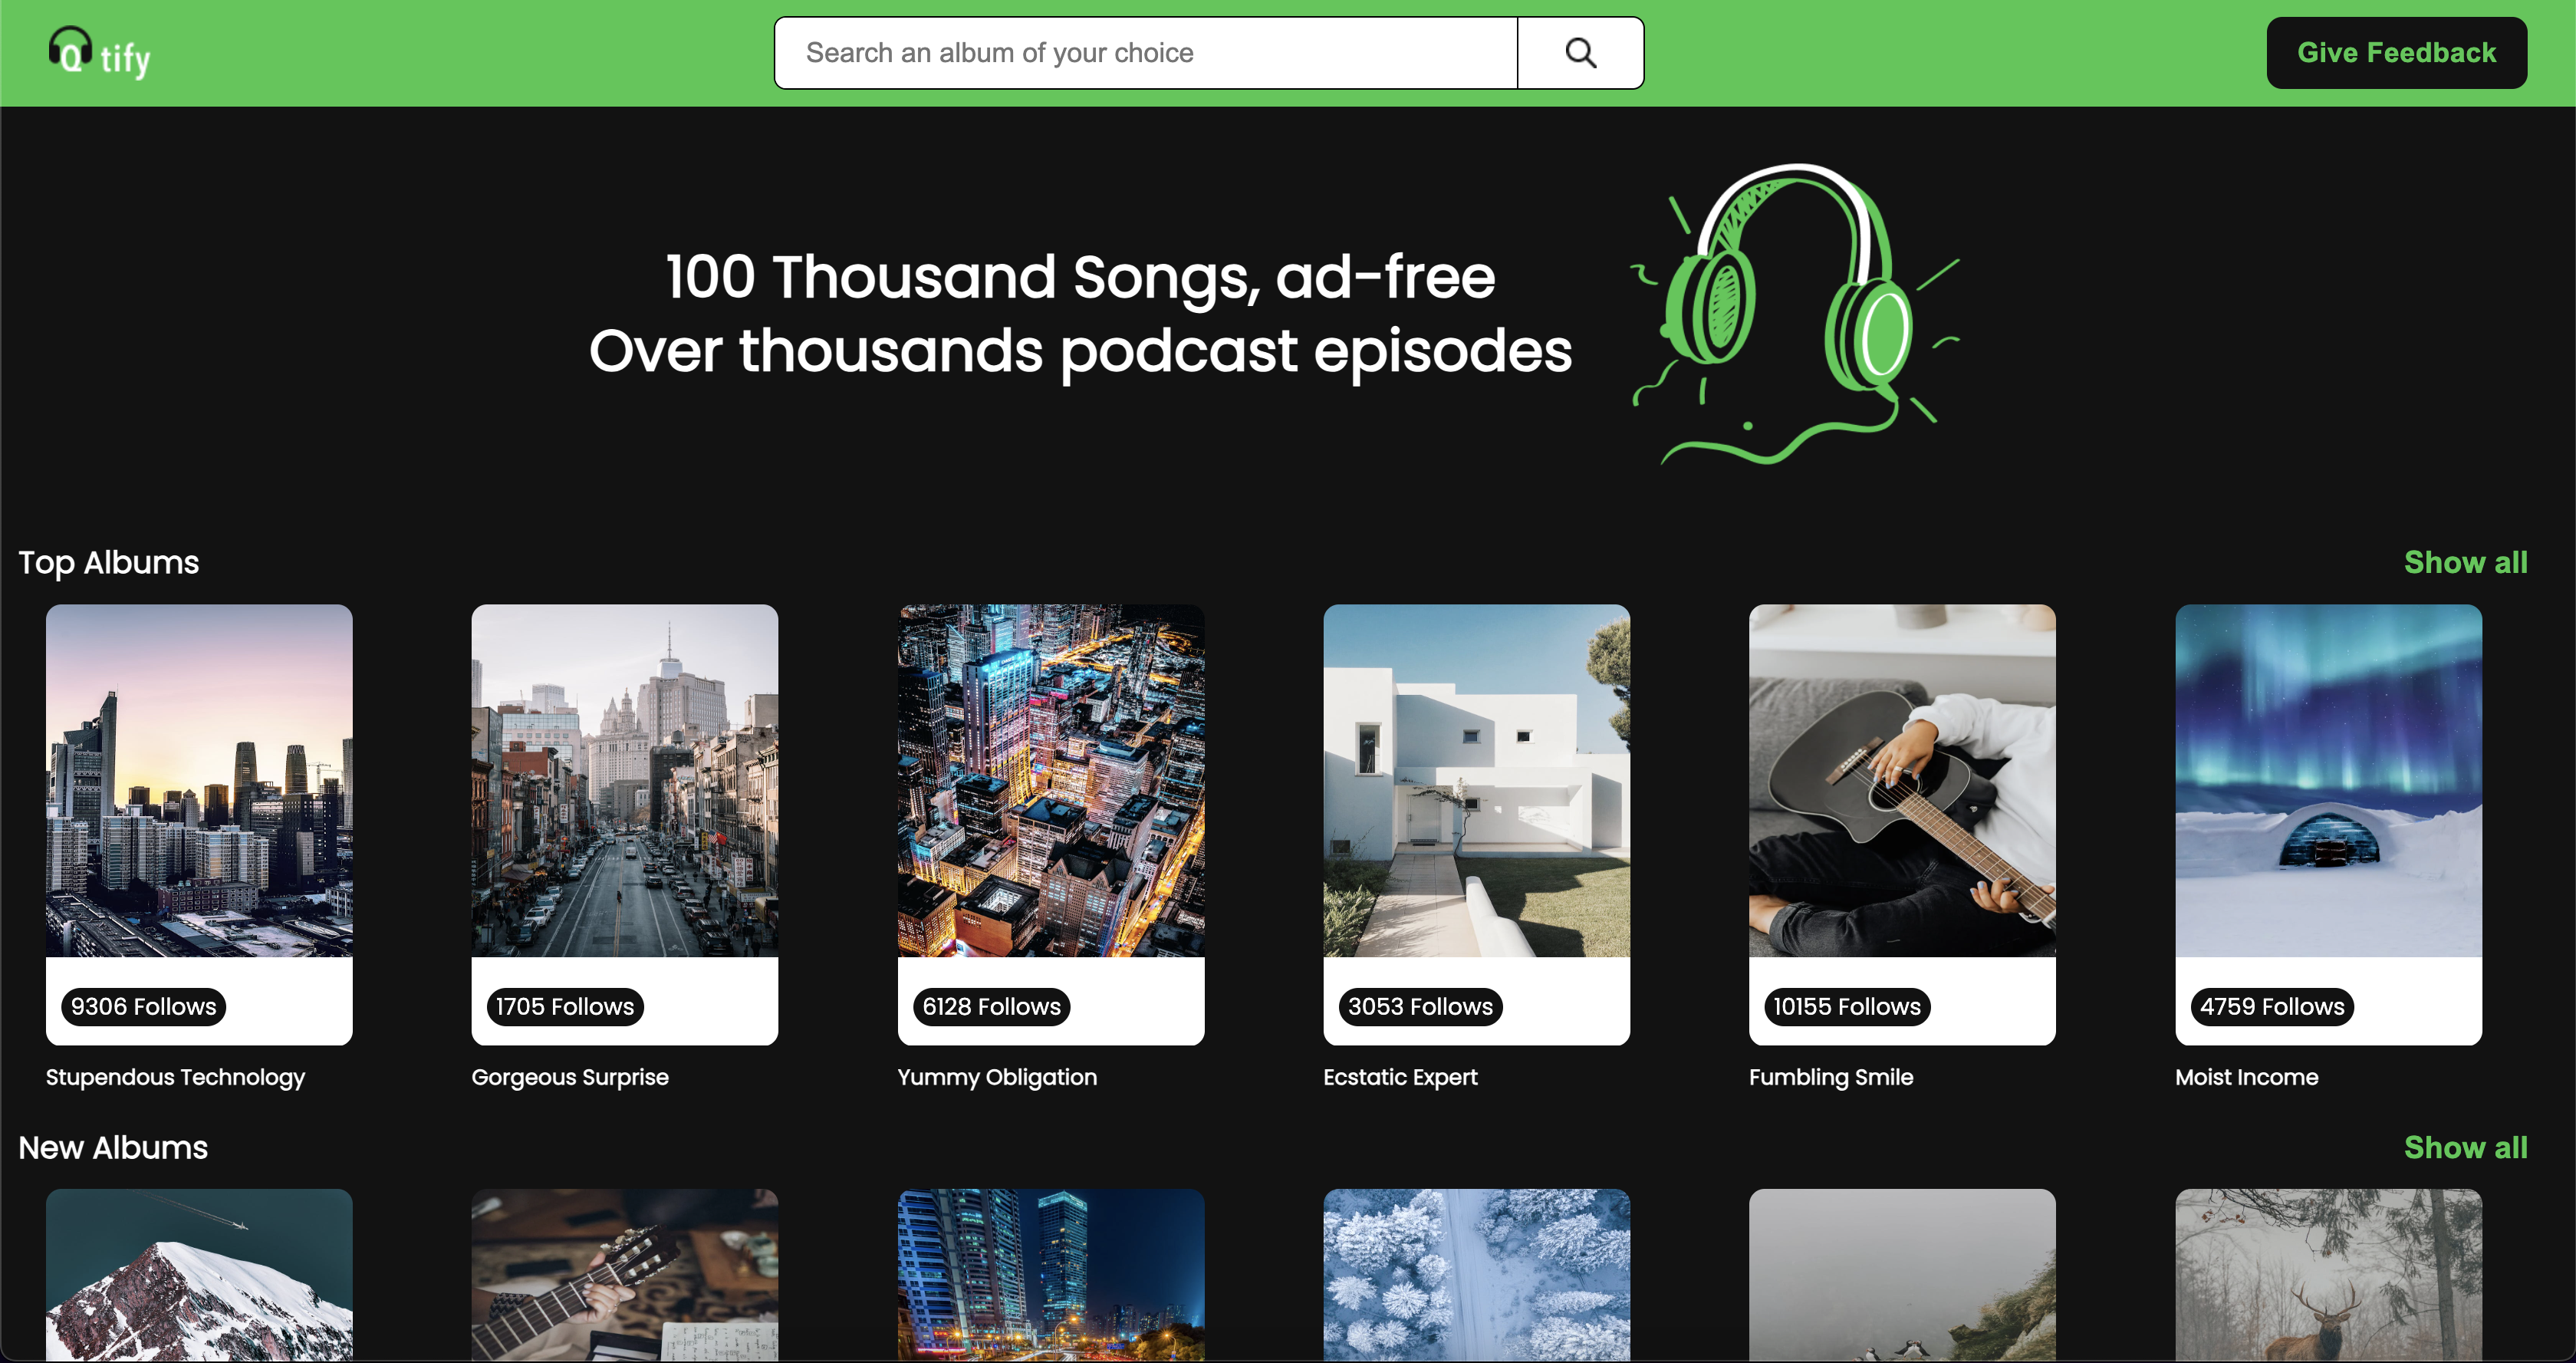 Qtify
Search an album of your choice
Give Feedback
100 Thousand Songs, ad-free
Over thousands podcast episodes
Top Albums
Show all
9306 Follows
1705 Follows
6128 Follows
3053 Follows
10155 Follows
4759 Follows
Stupendous Technology
Gorgeous Surprise
Yummy Obligation
Ecstatic Expert
Fumbling Smile
Moist Income
New Albums
Show all